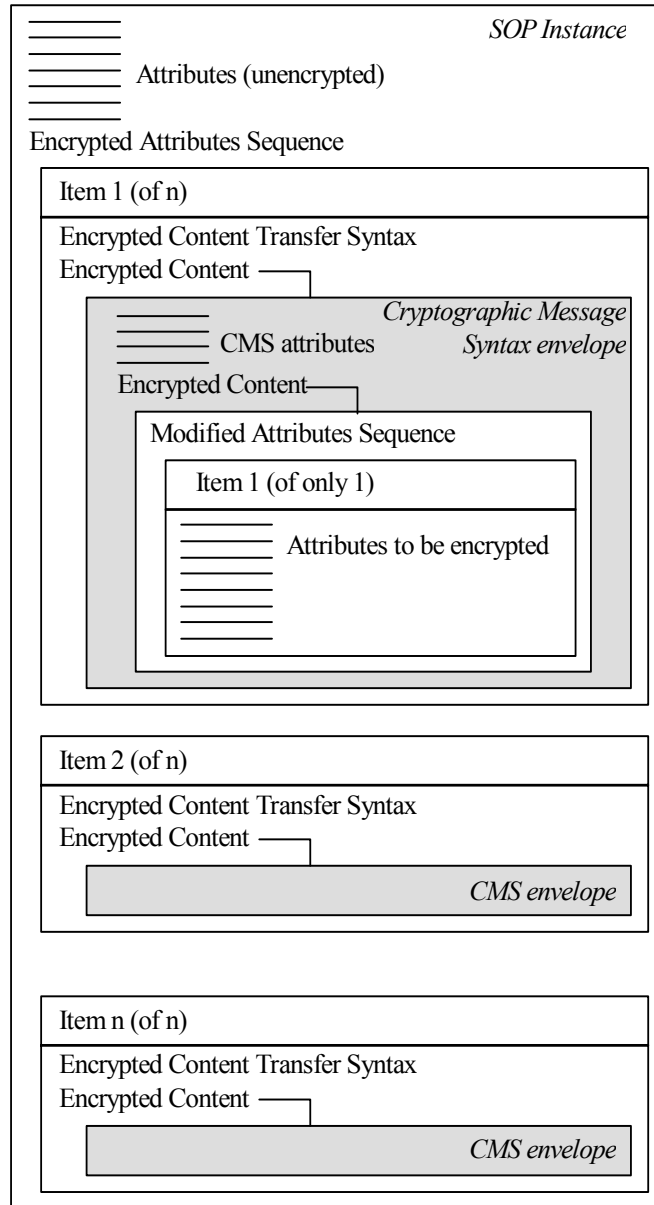 SOP Instance
Attributes (unencrypted)
Encrypted Attributes Sequence
Item 1 (of n)
Encrypted Content Transfer Syntax
Encrypted Content
Cryptographic Message
Syntax envelope
CMS attributes
Encrypted Content
Modified Attributes Sequence
Item 1 (of only 1)
Attributes to be encrypted
Item 2 (of n)
Encrypted Content Transfer Syntax
Encrypted Content
CMS envelope
Item n (of n)
Encrypted Content Transfer Syntax
Encrypted Content
CMS envelope